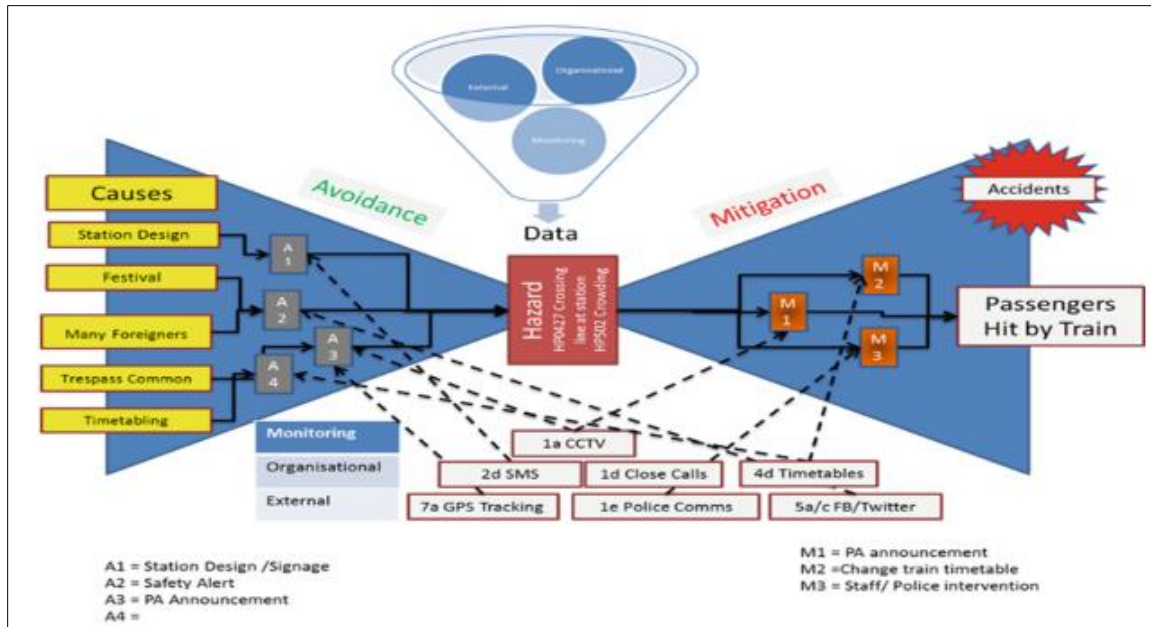 External
Organisational
Monitoring
Causes
Avoidance
Mitigation
Accidents
Data
Station Design
Festival
Many Foreigners
Trespass Common
Timetabling
A
1
A
2
A
3
A
4
Hazard
HP0427 Crossing
line at station
HPS02 Crowding
M
1
M
2
M
3
Passengers
Hit by Train
Monitoring
Organisational
External
1a CCTV
2d SMS
1d Close Calls
4d Timetables
7a GPS Tracking
1e Police Comms
5a/c FB/Twitter
A1 = Station Design /Signage
A2 = Safety Alert
A3 = PA Announcement
A4 =
M1 = PA announcement
M2 =Change train timetable
M3 = Staff/ Police intervention